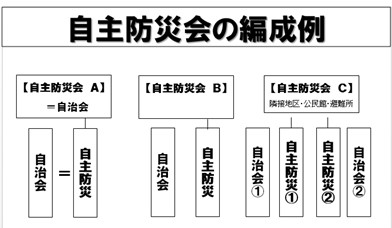 自主防災会の編成例
【自主防災会 A】
＝自治会
自治会
＝
自主防災
【自主防災会 B】
自治会
自主防災
【自主防災会 C】
隣接地区・公民館・避難所
自治会①
自主防災①
自主防災②
自治会②